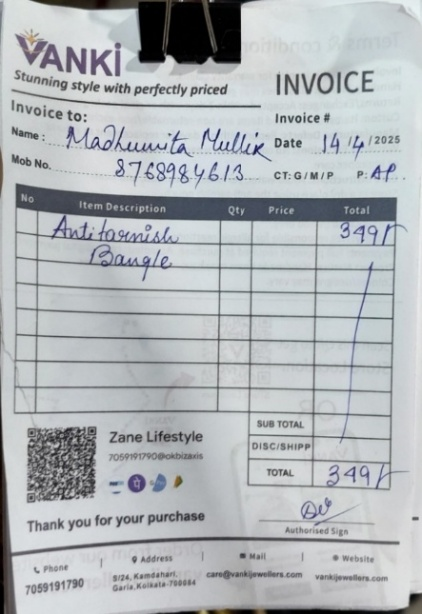 VANKI
Stunning style with perfectly priced
INVOICE
Invoice to:
Invoice #
Name : Madhumita Mullik
Date 14/4/2025
Mob No. 8768984613
CT: G / M / P P: AP
No Item Description Qty Price Total
Antitarnish 349/-
Bangle
SUB TOTAL
DISC/SHIPP
TOTAL 349/-
Zane Lifestyle
7059191790@okbizaxis
Thank you for your purchase
Authorised Sign
Phone Address Mail Website
7059191790 5/24, Kamdahari, care@vankijewellers.com vankijewellers.com
Garia, Kolkata-700084